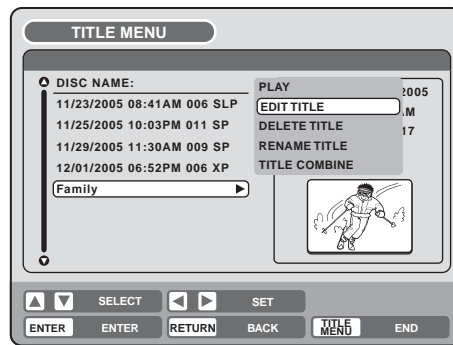 TITLE MENU
DISC NAME:
11/23/2005 08:41AM 006 SLP
11/25/2005 10:03PM 011 SP
11/29/2005 11:30AM 009 SP
12/01/2005 06:52PM 006 XP
Family
PLAY
EDIT TITLE
DELETE TITLE
RENAME TITLE
TITLE COMBINE
2005
M
17
SELECT SET
ENTER ENTER RETURN BACK TITLE MENU END